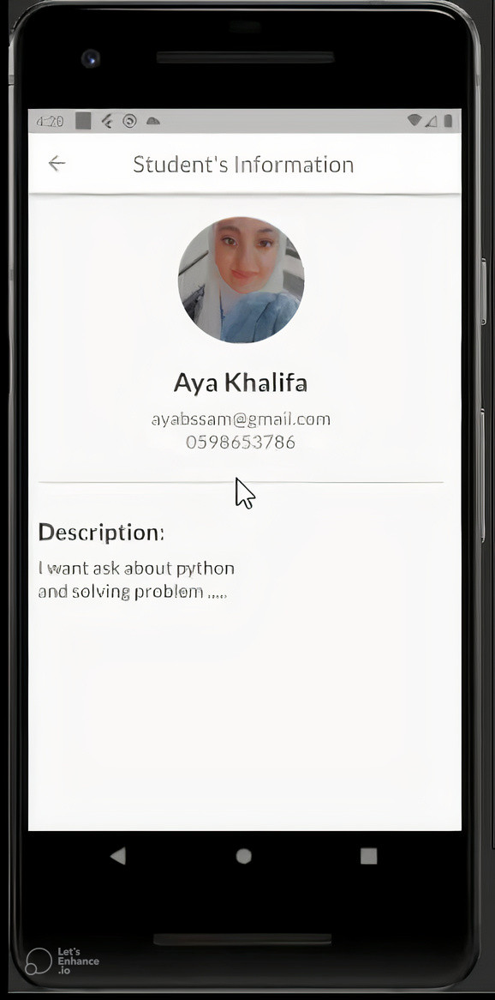 4:20
Student's Information
Aya Khalifa
ayabssam@gmail.com
0598653786
Description:
I want ask about python
and solving problem .....
Let's
Enhance
.io